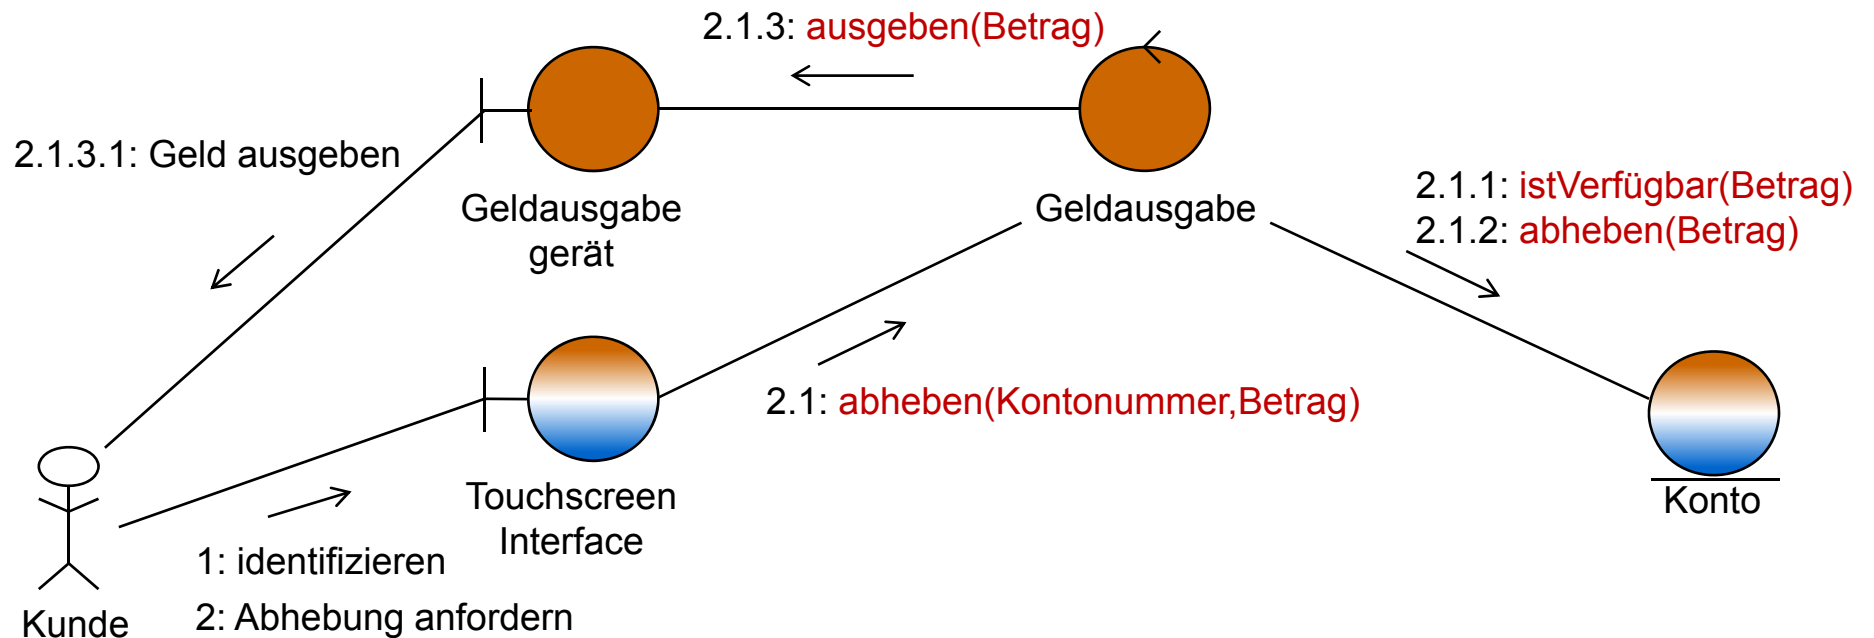 2.1.3: ausgeben(Betrag)
2.1.3.1: Geld ausgeben
Geldausgabe
gerät
Geldausgabe
2.1.1: istVerfügbar(Betrag)
2.1.2: abheben(Betrag)
2.1: abheben(Kontonummer,Betrag)
Touchscreen
Interface
Konto
1: identifizieren
2: Abhebung anfordern
Kunde